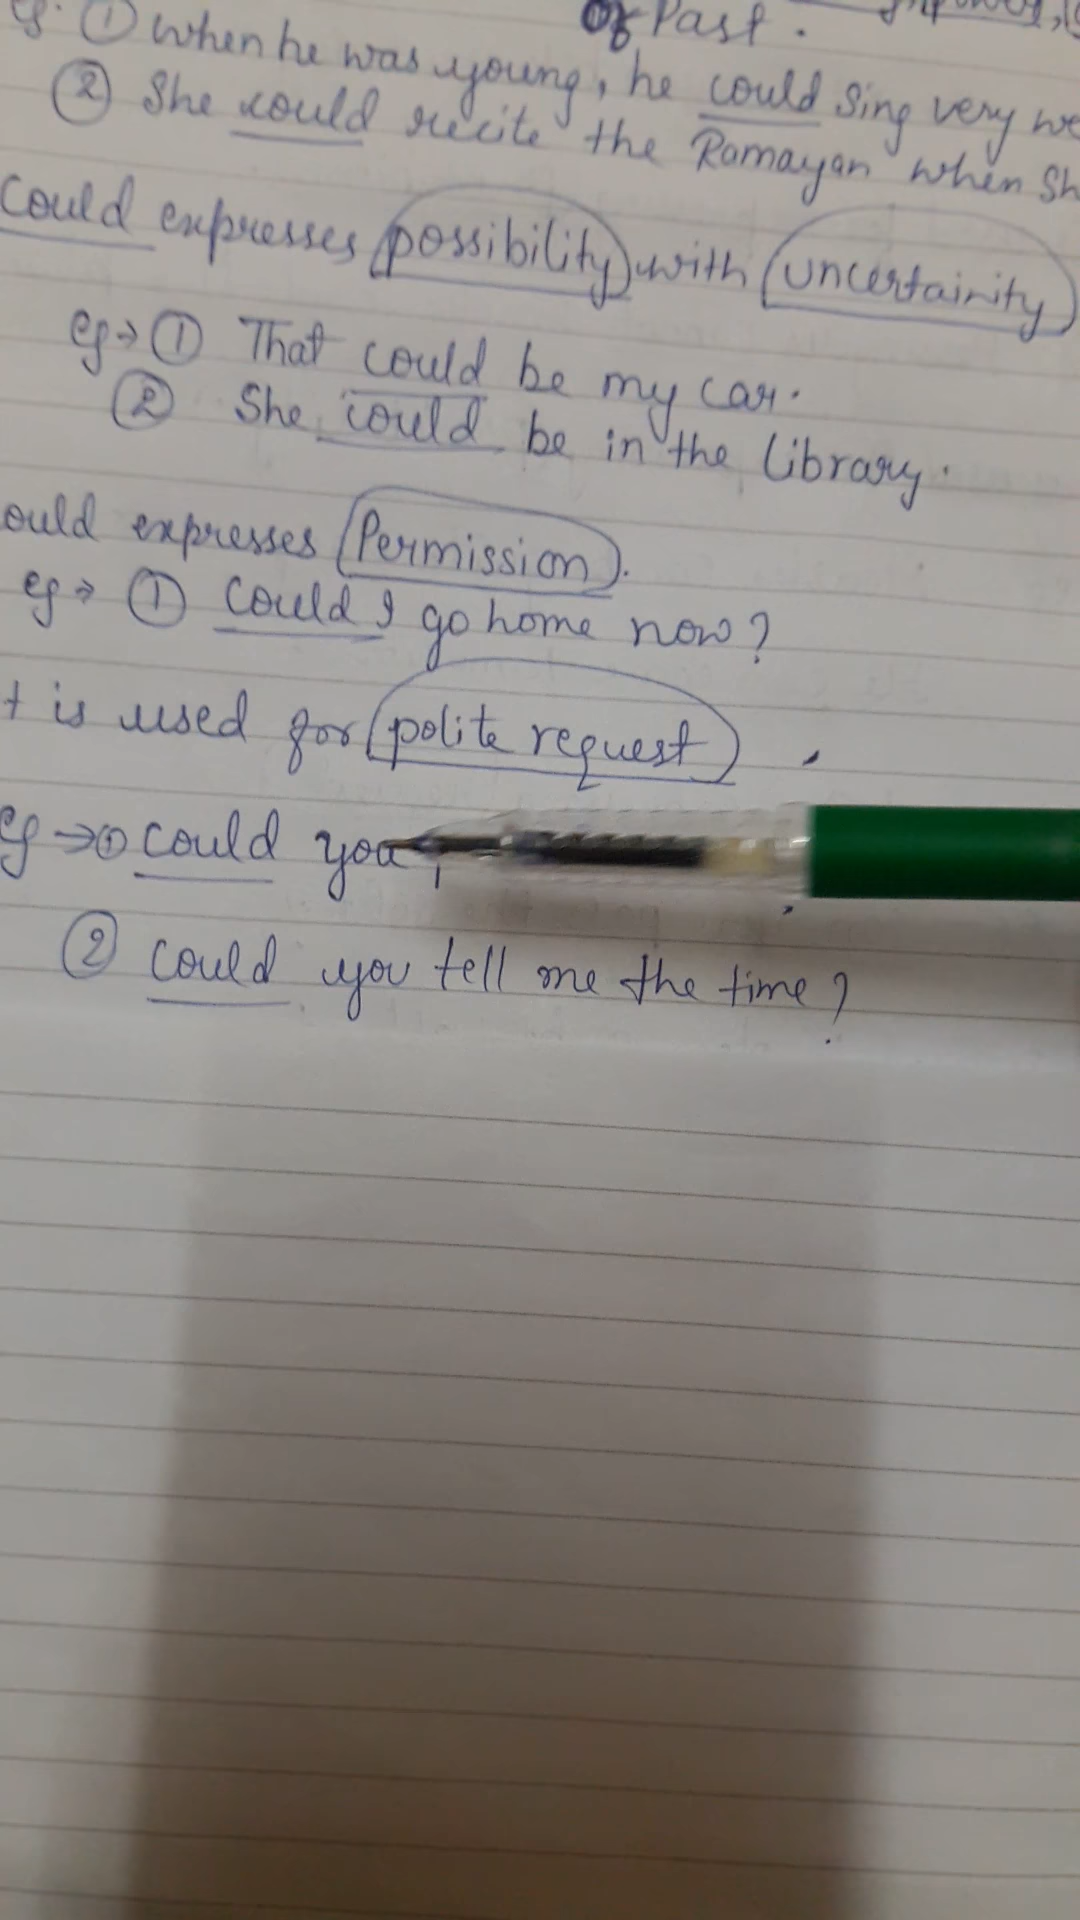 Of Past.
eg. ① When he was young, he could sing very
② She could recite the Ramayan when
Could expresses possibility with uncertainity
eg → ① That could be my car.
② She could be in the library.
ould expresses Permission.
eg → ① Could I go home now?
t is used for polite request
eg → ① Could you
② Could you tell me the time?